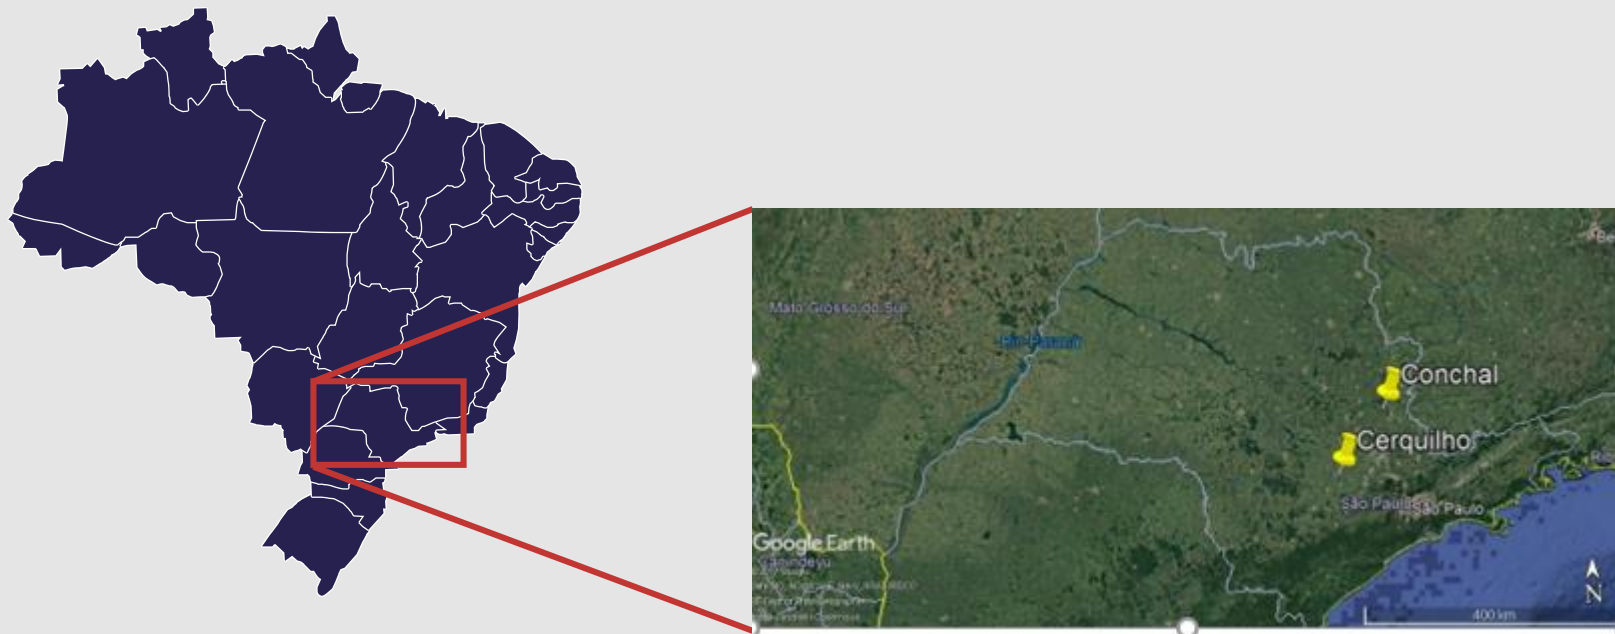 Mato Grosso do Sul
Rio Paraná
Conchal
Cerquilho
São Paulo
São Paulo
Google Earth
N
400 km